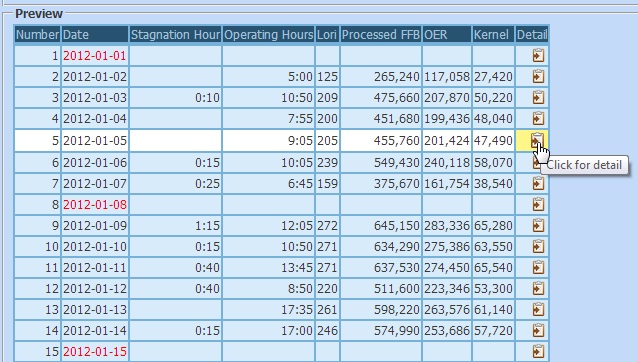 Preview
Number Date Stagnation Hour Operating Hours Lori Processed FFB OER Kernel Detail
1 2012-01-01
2 2012-01-02 5:00 125 265,240 117,058 27,420
3 2012-01-03 0:10 10:50 209 475,660 207,870 50,220
4 2012-01-04 7:55 200 451,680 199,436 48,040
5 2012-01-05 9:05 205 455,760 201,424 47,490
Click for detail
6 2012-01-06 0:15 10:05 239 549,430 240,118 58,070
7 2012-01-07 0:25 6:45 159 375,670 161,754 38,540
8 2012-01-08
9 2012-01-09 1:15 12:05 272 645,150 283,336 65,280
10 2012-01-10 0:15 10:50 271 634,290 275,386 63,550
11 2012-01-11 0:40 13:45 271 637,530 274,450 65,540
12 2012-01-12 0:40 8:50 220 511,600 223,346 53,300
13 2012-01-13 17:35 261 598,220 263,576 61,140
14 2012-01-14 0:15 17:00 246 574,990 253,686 57,720
15 2012-01-15